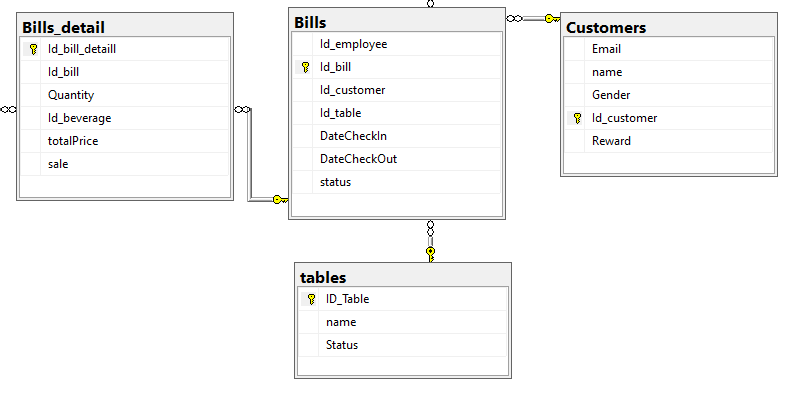 Bills_detail
Id_bill_detaill
Id_bill
Quantity
Id_beverage
totalPrice
sale
Bills
Id_employee
Id_bill
Id_customer
Id_table
DateCheckIn
DateCheckOut
status
Customers
Email
name
Gender
Id_customer
Reward
tables
ID_Table
name
Status